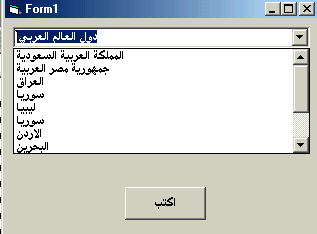 Form1
دول العالم العربي
المملكة العربية السعودية
جمهورية مصر العربية
العراق
سوريا
ليبيا
سوريا
الاردن
البحرين
اكتب